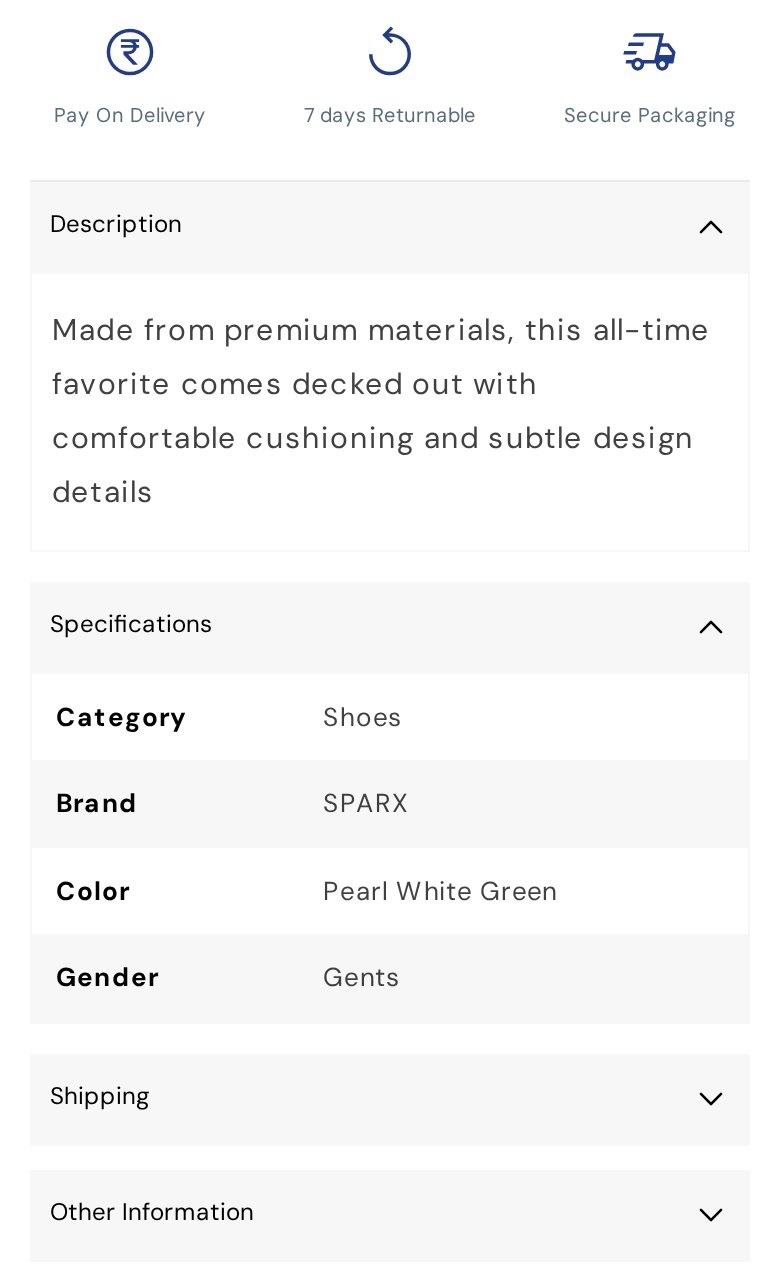 Pay On Delivery
7 days Returnable
Secure Packaging
Description
Made from premium materials, this all-time
favorite comes decked out with
comfortable cushioning and subtle design
details
Specifications
Category Shoes
Brand SPARX
Color Pearl White Green
Gender Gents
Shipping
Other Information